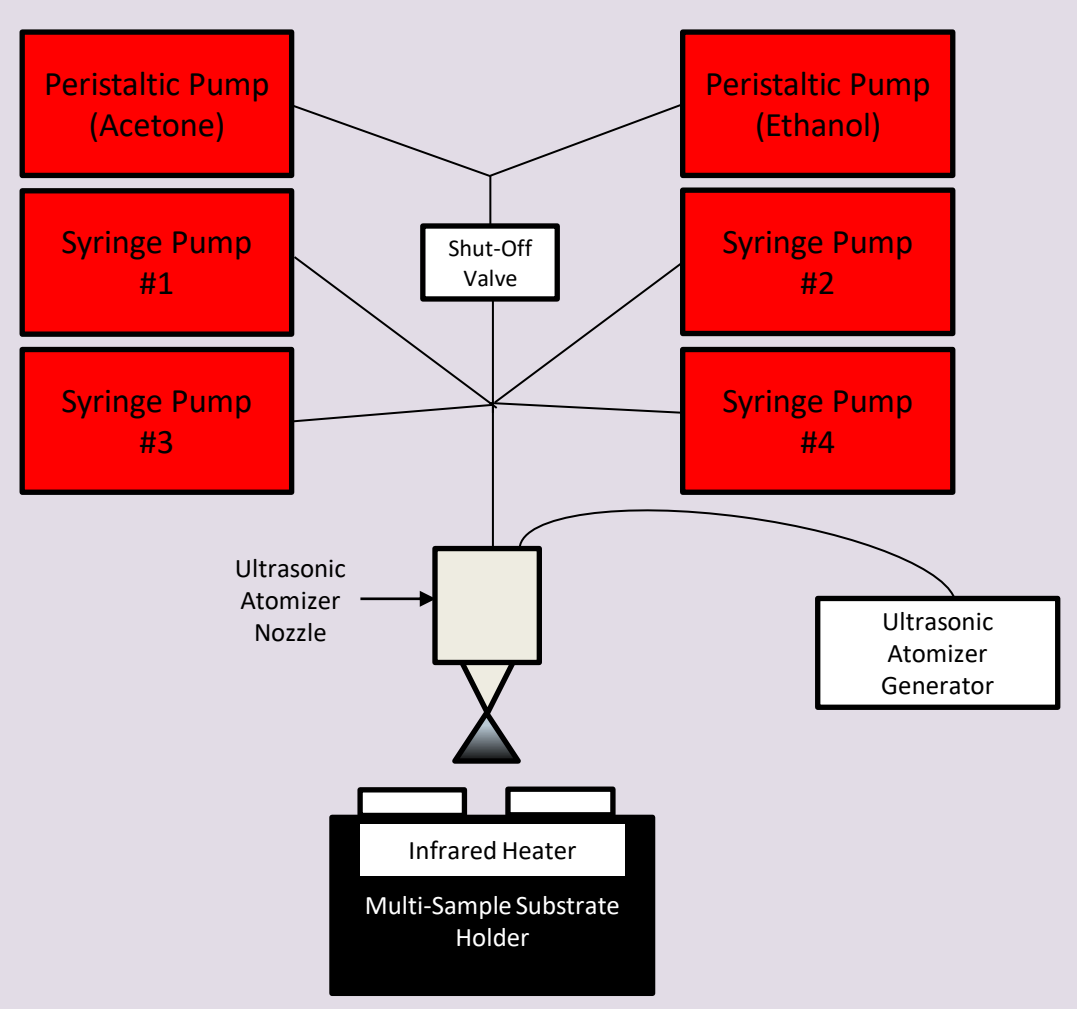 Peristaltic Pump
(Acetone)
Peristaltic Pump
(Ethanol)
Syringe Pump
#1
Shut-Off
Valve
Syringe Pump
#2
Syringe Pump
#3
Syringe Pump
#4
Ultrasonic
Atomizer
Nozzle
Ultrasonic
Atomizer
Generator
Infrared Heater
Multi-Sample Substrate
Holder